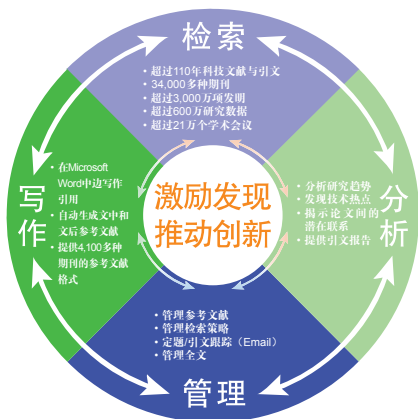 检索
• 超过110年科技文献与引文
• 34,000多种期刊
• 超过3,000万项发明
• 超过600万研究数据
• 超过21万个学术会议
写作
• 在Microsoft
Word中边写作
引用
• 自动生成文中和
文后参考文献
• 提供4,100多种
期刊的参考文献
格式
激励发现
推动创新
• 分析研究趋势
• 发现技术热点
• 揭示论文间的
潜在联系
• 提供引文报告
分析
• 管理参考文献
• 管理检索策略
• 定题/引文跟踪（Email）
• 管理全文
管理